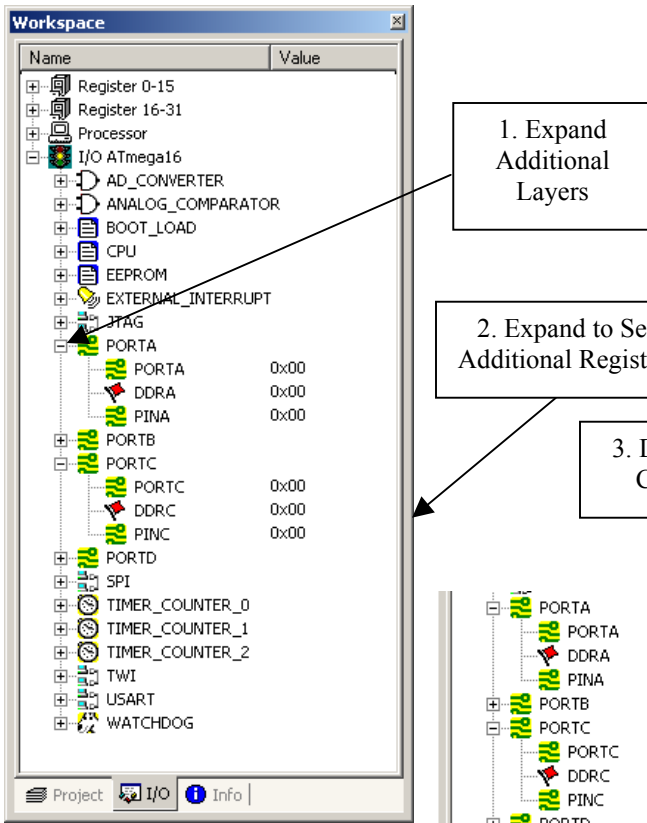 Workspace
Name Value
Register 0-15
Register 16-31
Processor
I/O ATmega16
AD_CONVERTER
ANALOG_COMPARATOR
BOOT_LOAD
CPU
EEPROM
EXTERNAL_INTERRUPT
JTAG
PORTA
PORTA 0x00
DDRA 0x00
PINA 0x00
PORTB
PORTC
PORTC 0x00
DDRC 0x00
PINC 0x00
PORTD
SPI
TIMER_COUNTER_0
TIMER_COUNTER_1
TIMER_COUNTER_2
TWI
USART
WATCHDOG
Project I/O Info
1. Expand
Additional
Layers
2. Expand to Se
Additional Regist
3.
PORTA
PORTA
DDRA
PINA
PORTB
PORTC
PORTC
DDRC
PINC
PORTD